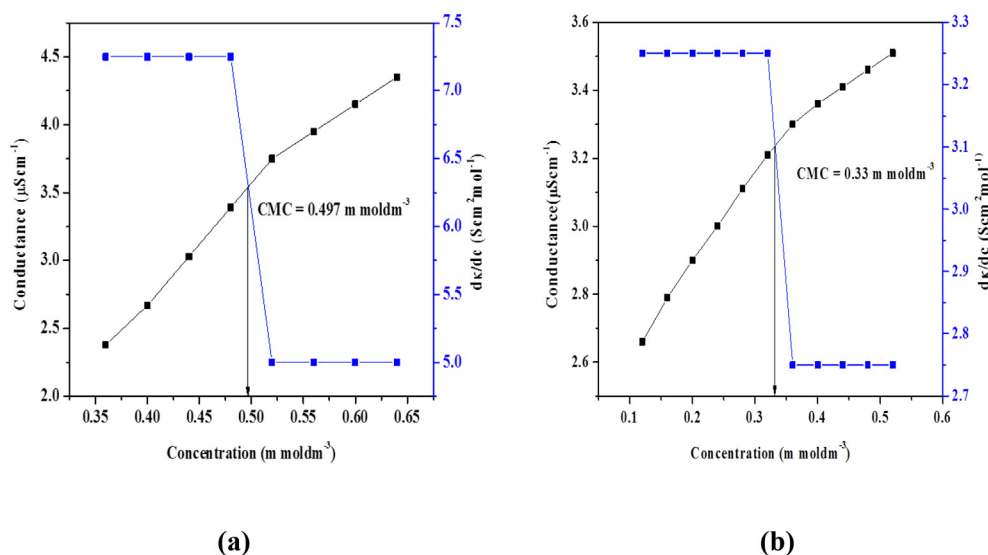 4.5
4.0
3.5
3.0
2.5
2.0
Conductance (µScm⁻¹)
0.35 0.40 0.45 0.50 0.55 0.60 0.65
Concentration (m moldm⁻³)
7.5
7.0
6.5
6.0
5.5
5.0
dκ/dc (Scm²mol⁻¹)
CMC = 0.497 m moldm⁻³
(a)
3.6
3.4
3.2
3.0
2.8
2.6
Conductance(µScm⁻¹)
0.1 0.2 0.3 0.4 0.5 0.6
Concentration (m moldm⁻³)
3.3
3.2
3.1
3.0
2.9
2.8
2.7
dκ/dc (Scm²mol⁻¹)
CMC = 0.33 m moldm⁻³
(b)